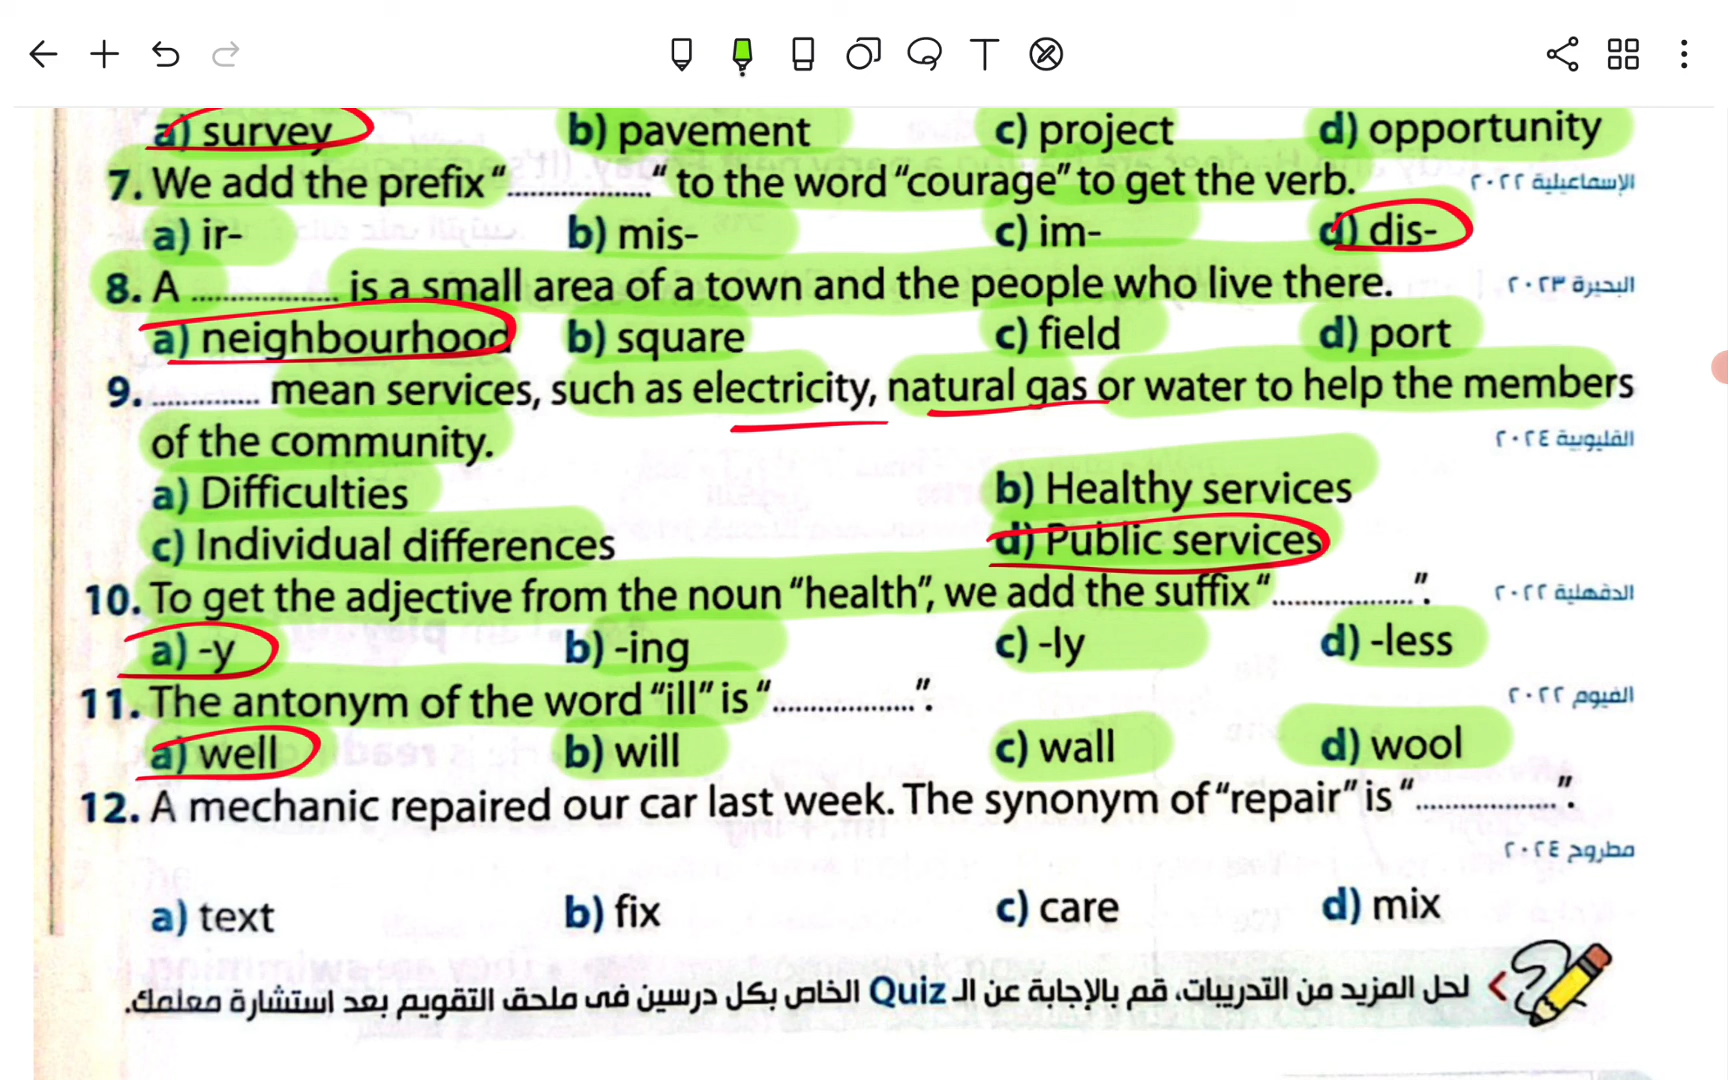 a) survey b) pavement c) project d) opportunity
7. We add the prefix “..................“ to the word “courage” to get the verb. الإسماعيلية ٢٠٢٢
a) ir- b) mis- c) im- d) dis-
8. A .................. is a small area of a town and the people who live there. البحيرة ٢٠٢٣
a) neighbourhood b) square c) field d) port
9. ............. mean services, such as electricity, natural gas or water to help the members
of the community. القليوبية ٢٠٢٤
a) Difficulties b) Healthy services
c) Individual differences d) Public services
10. To get the adjective from the noun “health”, we add the suffix “..................”. الدقهلية ٢٠٢٢
a) -y b) -ing c) -ly d) -less
11. The antonym of the word “ill” is “..................”. الفيوم ٢٠٢٢
a) well b) will c) wall d) wool
12. A mechanic repaired our car last week. The synonym of “repair” is “..................”.
مطروح ٢٠٢٤
a) text b) fix c) care d) mix
لحل المزيد من التدريبات، قم بالإجابة عن الـ Quiz الخاص بكل درسين فى ملحق التقويم بعد استشارة معلمك.